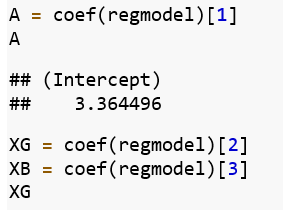 A = coef(regmodel)[1]
A
## (Intercept)
##    3.364496
XG = coef(regmodel)[2]
XB = coef(regmodel)[3]
XG